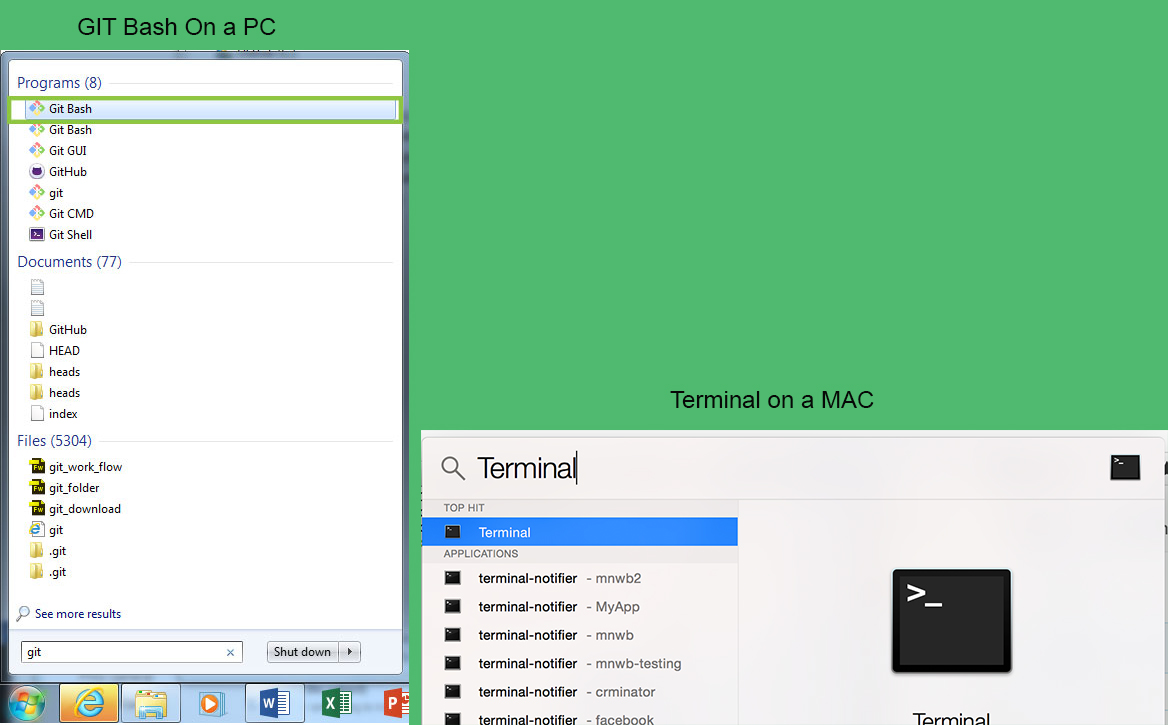 GIT Bash On a PC
Programs (8)
Git Bash
Git Bash
Git GUI
GitHub
git
Git CMD
Git Shell
Documents (77)
GitHub
HEAD
heads
heads
index
Files (5304)
git_work_flow
git_folder
git_download
git
.git
.git
See more results
git
Shut down
Terminal on a MAC
Terminal
TOP HIT
Terminal
APPLICATIONS
terminal-notifier - mnwb2
terminal-notifier - MyApp
terminal-notifier - mnwb
terminal-notifier - mnwb-testing
terminal-notifier - crminator
terminal-notifier - facebook
Terminal